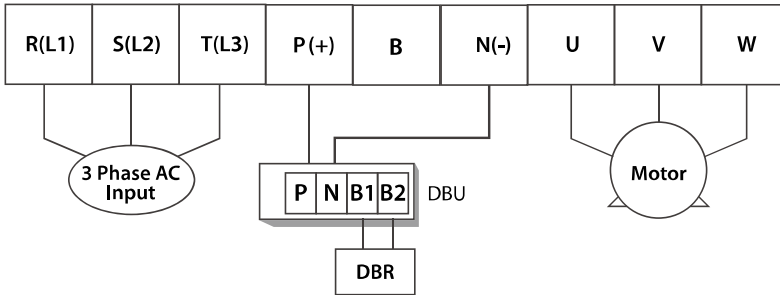 R(L1) S(L2) T(L3) P(+) B N(-) U V W
3 Phase AC
Input
P N B1 B2 DBU
Motor
DBR